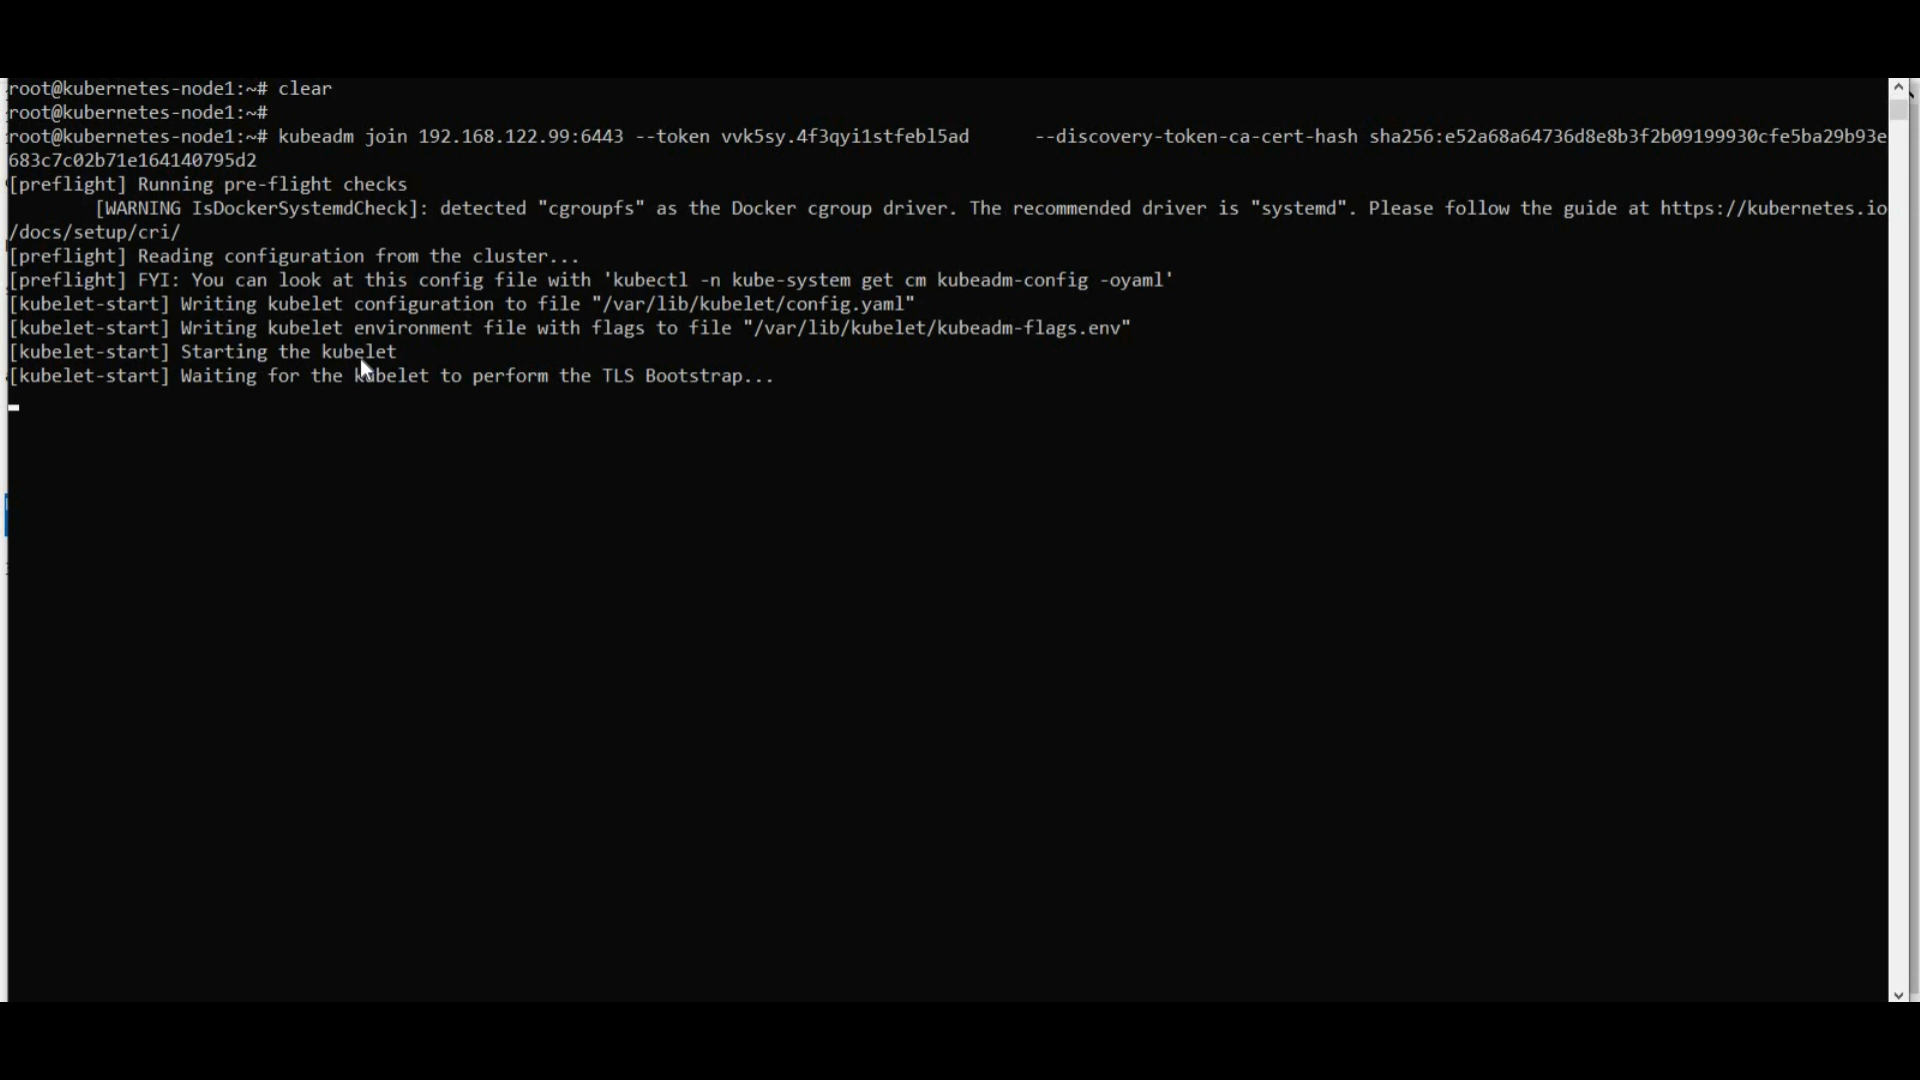 root@kubernetes-node1:~# clear
root@kubernetes-node1:~#
root@kubernetes-node1:~# kubeadm join 192.168.122.99:6443 --token vvk5sy.4f3qyi1stfebl5ad      --discovery-token-ca-cert-hash sha256:e52a68a64736d8e8b3f2b09199930cfe5ba29b93e
683c7c02b71e164140795d2
[preflight] Running pre-flight checks
        [WARNING IsDockerSystemdCheck]: detected "cgroupfs" as the Docker cgroup driver. The recommended driver is "systemd". Please follow the guide at https://kubernetes.io
/docs/setup/cri/
[preflight] Reading configuration from the cluster...
[preflight] FYI: You can look at this config file with 'kubectl -n kube-system get cm kubeadm-config -oyaml'
[kubelet-start] Writing kubelet configuration to file "/var/lib/kubelet/config.yaml"
[kubelet-start] Writing kubelet environment file with flags to file "/var/lib/kubelet/kubeadm-flags.env"
[kubelet-start] Starting the kubelet
[kubelet-start] Waiting for the kubelet to perform the TLS Bootstrap...